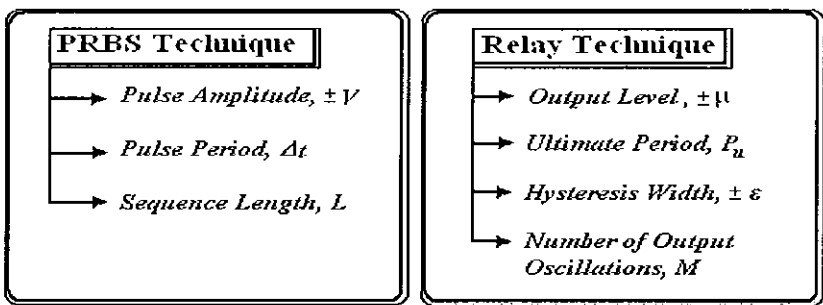 PRBS Technique
Pulse Amplitude, ± V
Pulse Period, Δt
Sequence Length, L
Relay Technique
Output Level, ± μ
Ultimate Period, Pu
Hysteresis Width, ± ε
Number of Output
Oscillations, M